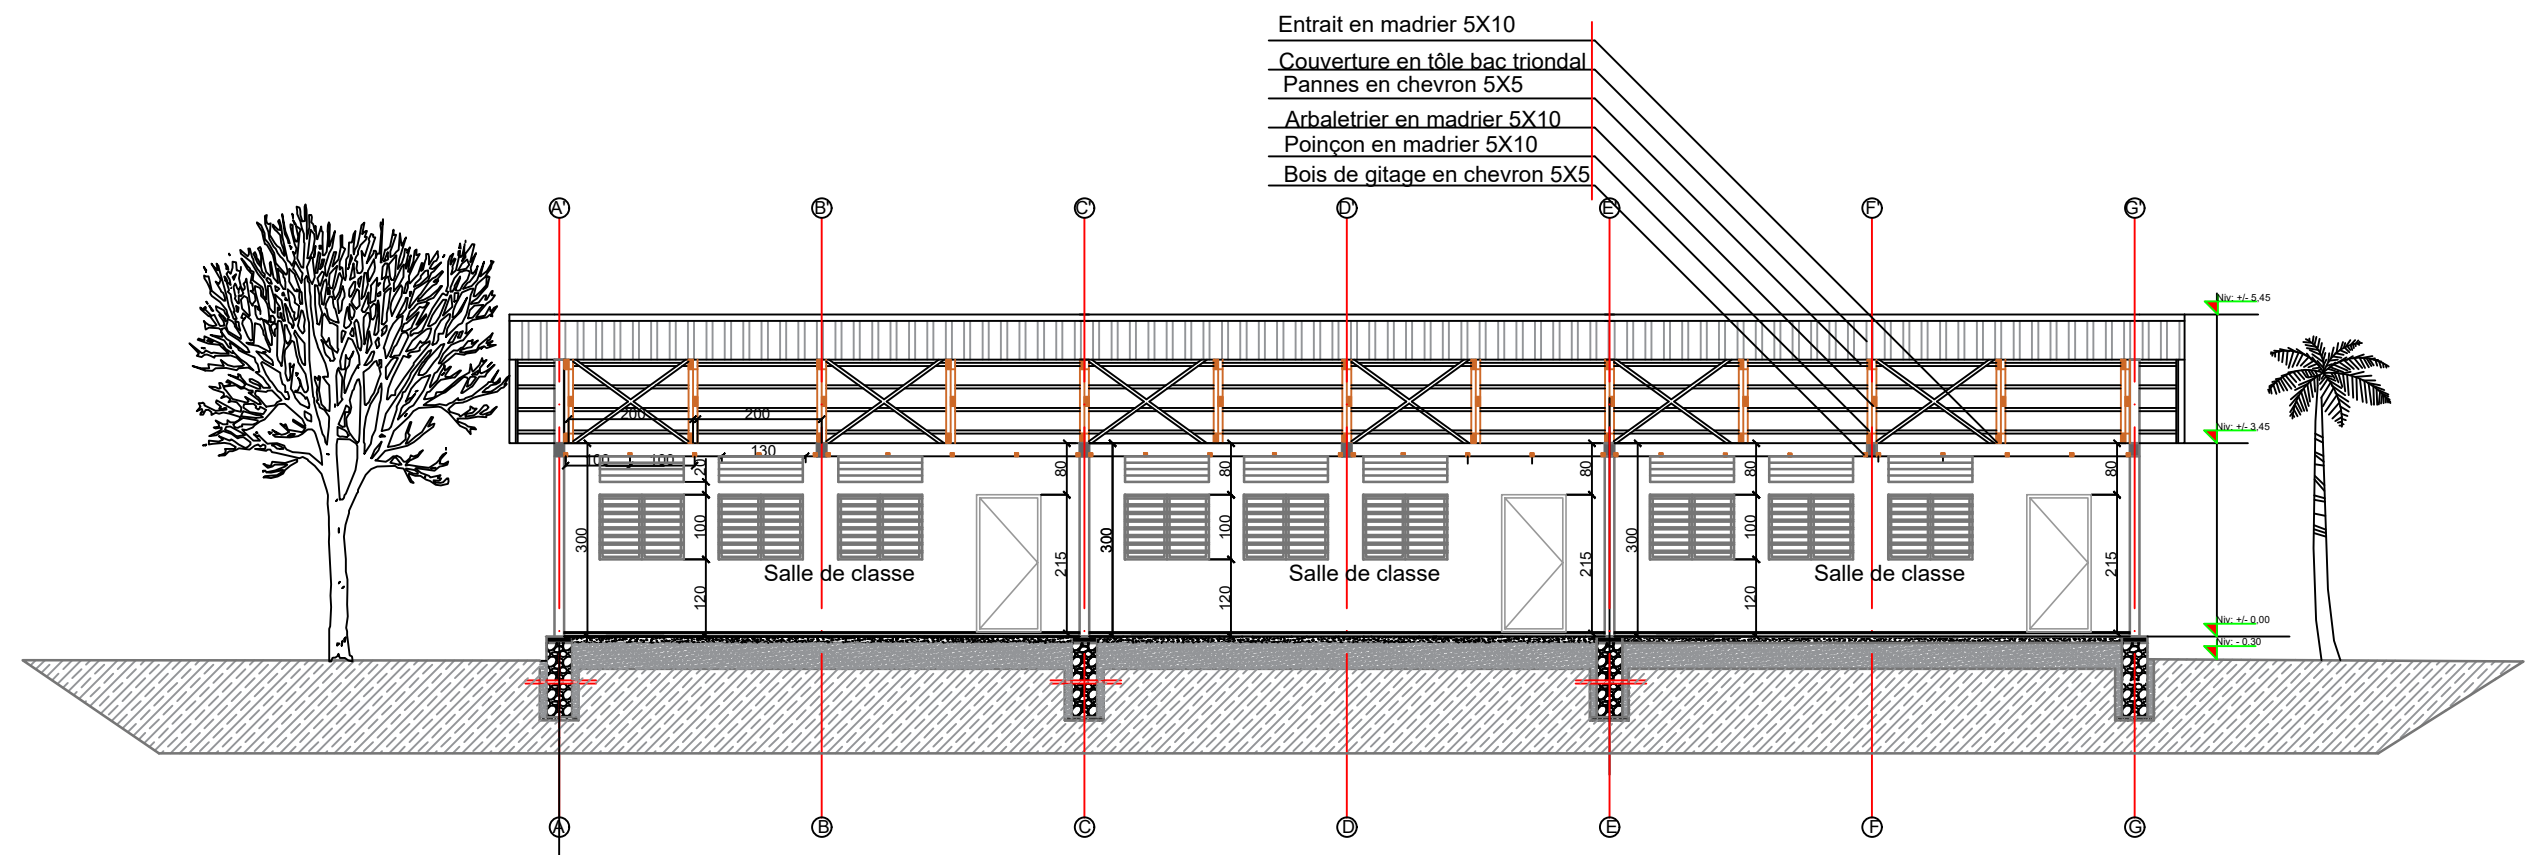 Entrait en madrier 5X10
Couverture en tôle bac triondal
Pannes en chevron 5X5
Arbaletrier en madrier 5X10
Poinçon en madrier 5X10
Bois de gitage en chevron 5X5
A' B' C' D' E' F' G'
Niv: +/- 5.45
200 200
Niv: +/- 3.45
100 100 130
80 80 80 80 80
300 100 215 300 100 215 300 100 215
Salle de classe Salle de classe Salle de classe
120 120 120
Niv: +/- 0.00
Niv: - 0.30
A B C D E F G